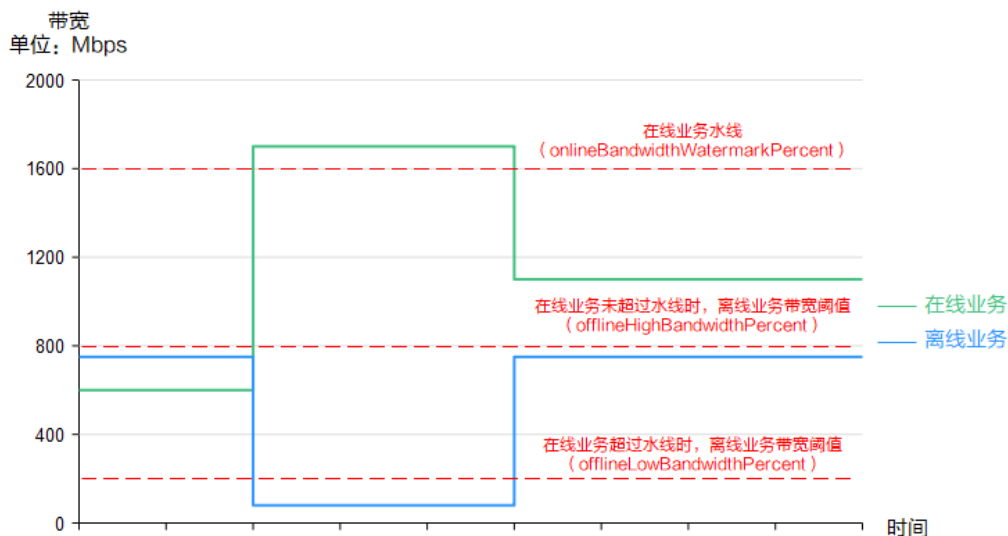 带宽
单位：Mbps
2000
在线业务水线
（onlineBandwidthWatermarkPercent）
1600
1200
在线业务未超过水线时，离线业务带宽阈值
（offlineHighBandwidthPercent）
在线业务
离线业务
800
400
在线业务超过水线时，离线业务带宽阈值
（offlineLowBandwidthPercent）
0
时间